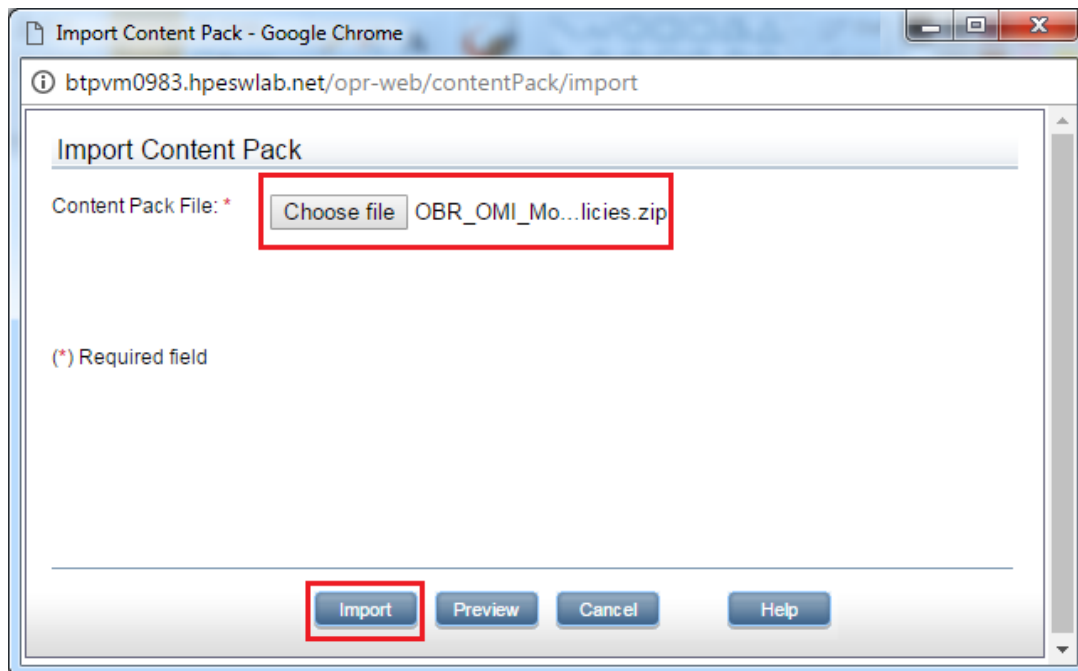 Import Content Pack - Google Chrome
btpvm0983.hpeswlab.net/opr-web/contentPack/import
Import Content Pack
Content Pack File: * Choose file OBR_OMI_Mo...licies.zip
(*) Required field
Import Preview Cancel Help